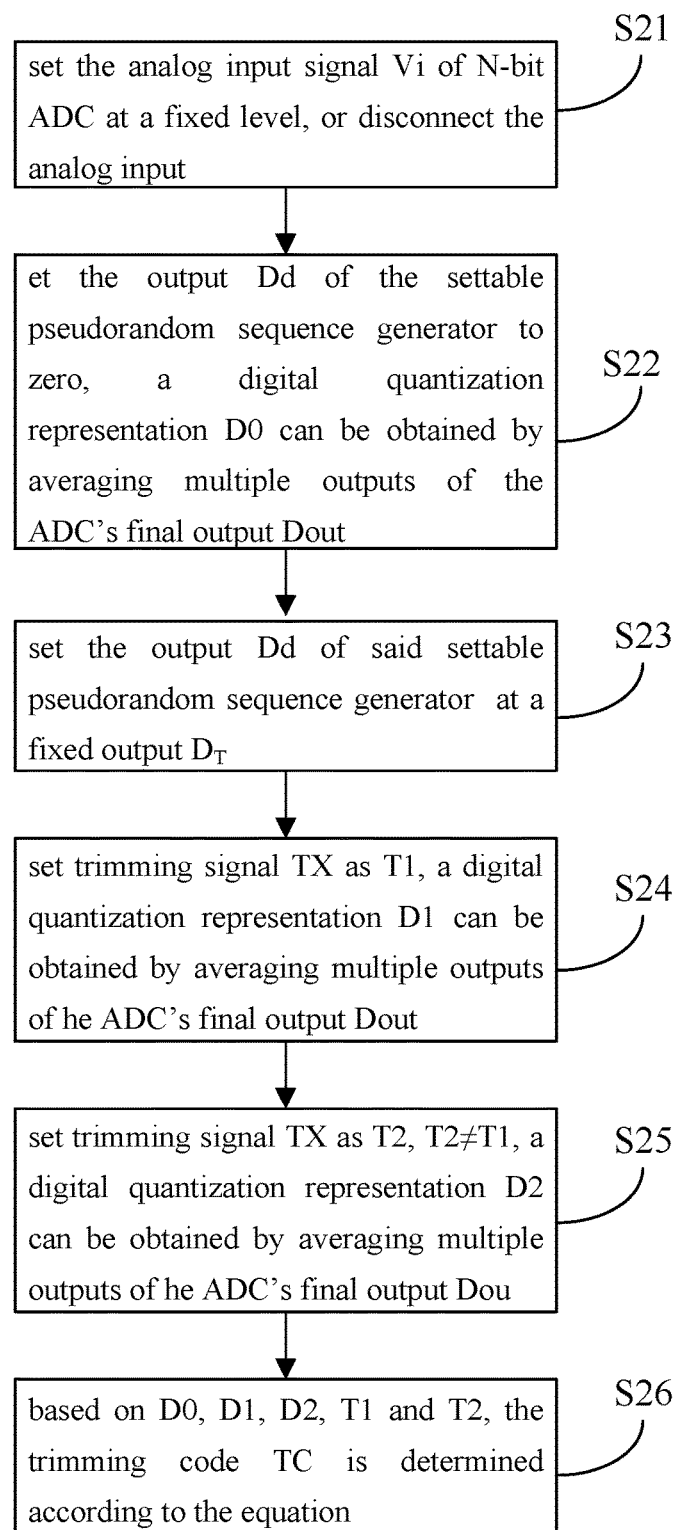 S21
set the analog input signal Vi of N-bit
ADC at a fixed level, or disconnect the
analog input
et the output Dd of the settable
pseudorandom sequence generator to
zero, a digital quantization
representation D0 can be obtained by
averaging multiple outputs of the
ADC’s final output Dout
S22
set the output Dd of said settable
pseudorandom sequence generator at a
fixed output D_T
S23
set trimming signal TX as T1, a digital
quantization representation D1 can be
obtained by averaging multiple outputs
of he ADC’s final output Dout
S24
set trimming signal TX as T2, T2≠T1, a
digital quantization representation D2
can be obtained by averaging multiple
outputs of he ADC’s final output Dou
S25
based on D0, D1, D2, T1 and T2, the
trimming code TC is determined
according to the equation
S26